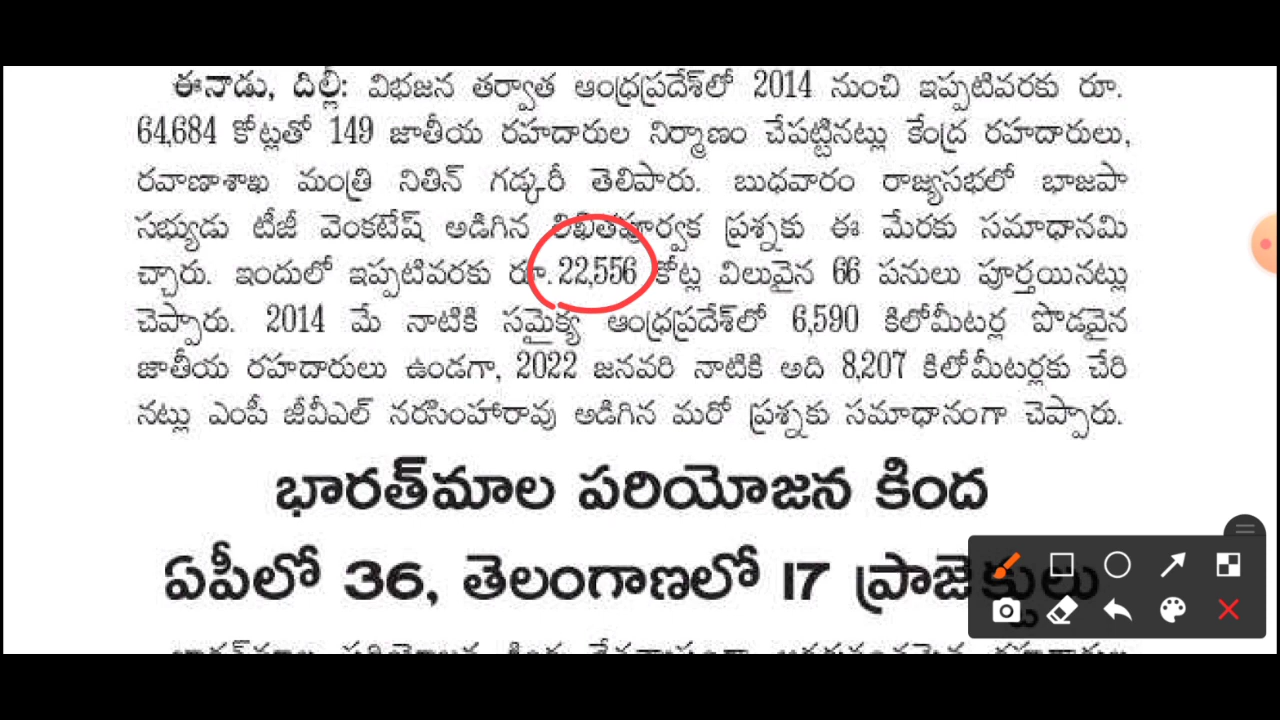 ఈనాడు, దిల్లీ: విభజన తర్వాత ఆంధ్రప్రదేశ్‌లో 2014 నుంచి ఇప్పటివరకు రూ.
64,684 కోట్లతో 149 జాతీయ రహదారుల నిర్మాణం చేపట్టినట్లు కేంద్ర రహదారులు,
రవాణాశాఖ మంత్రి నితిన్ గడ్కరీ తెలిపారు. బుధవారం రాజ్యసభలో భాజపా
సభ్యుడు టీజీ వెంకటేష్ అడిగిన లిఖితపూర్వక ప్రశ్నకు ఈ మేరకు సమాధానమి
చ్చారు. ఇందులో ఇప్పటివరకు రూ. 22,556 కోట్ల విలువైన 66 పనులు పూర్తయినట్లు
చెప్పారు. 2014 మే నాటికి సమైక్య ఆంధ్రప్రదేశ్‌లో 6,590 కిలోమీటర్ల పొడవైన
జాతీయ రహదారులు ఉండగా, 2022 జనవరి నాటికి అది 8,207 కిలోమీటర్లకు చేరి
నట్లు ఎంపీ జీవీఎల్ నరసింహారావు అడిగిన మరో ప్రశ్నకు సమాధానంగా చెప్పారు.
భారత్‌మాల పరియోజన కింద
ఏపీలో 36, తెలంగాణలో 17 ప్రాజెక్టులు